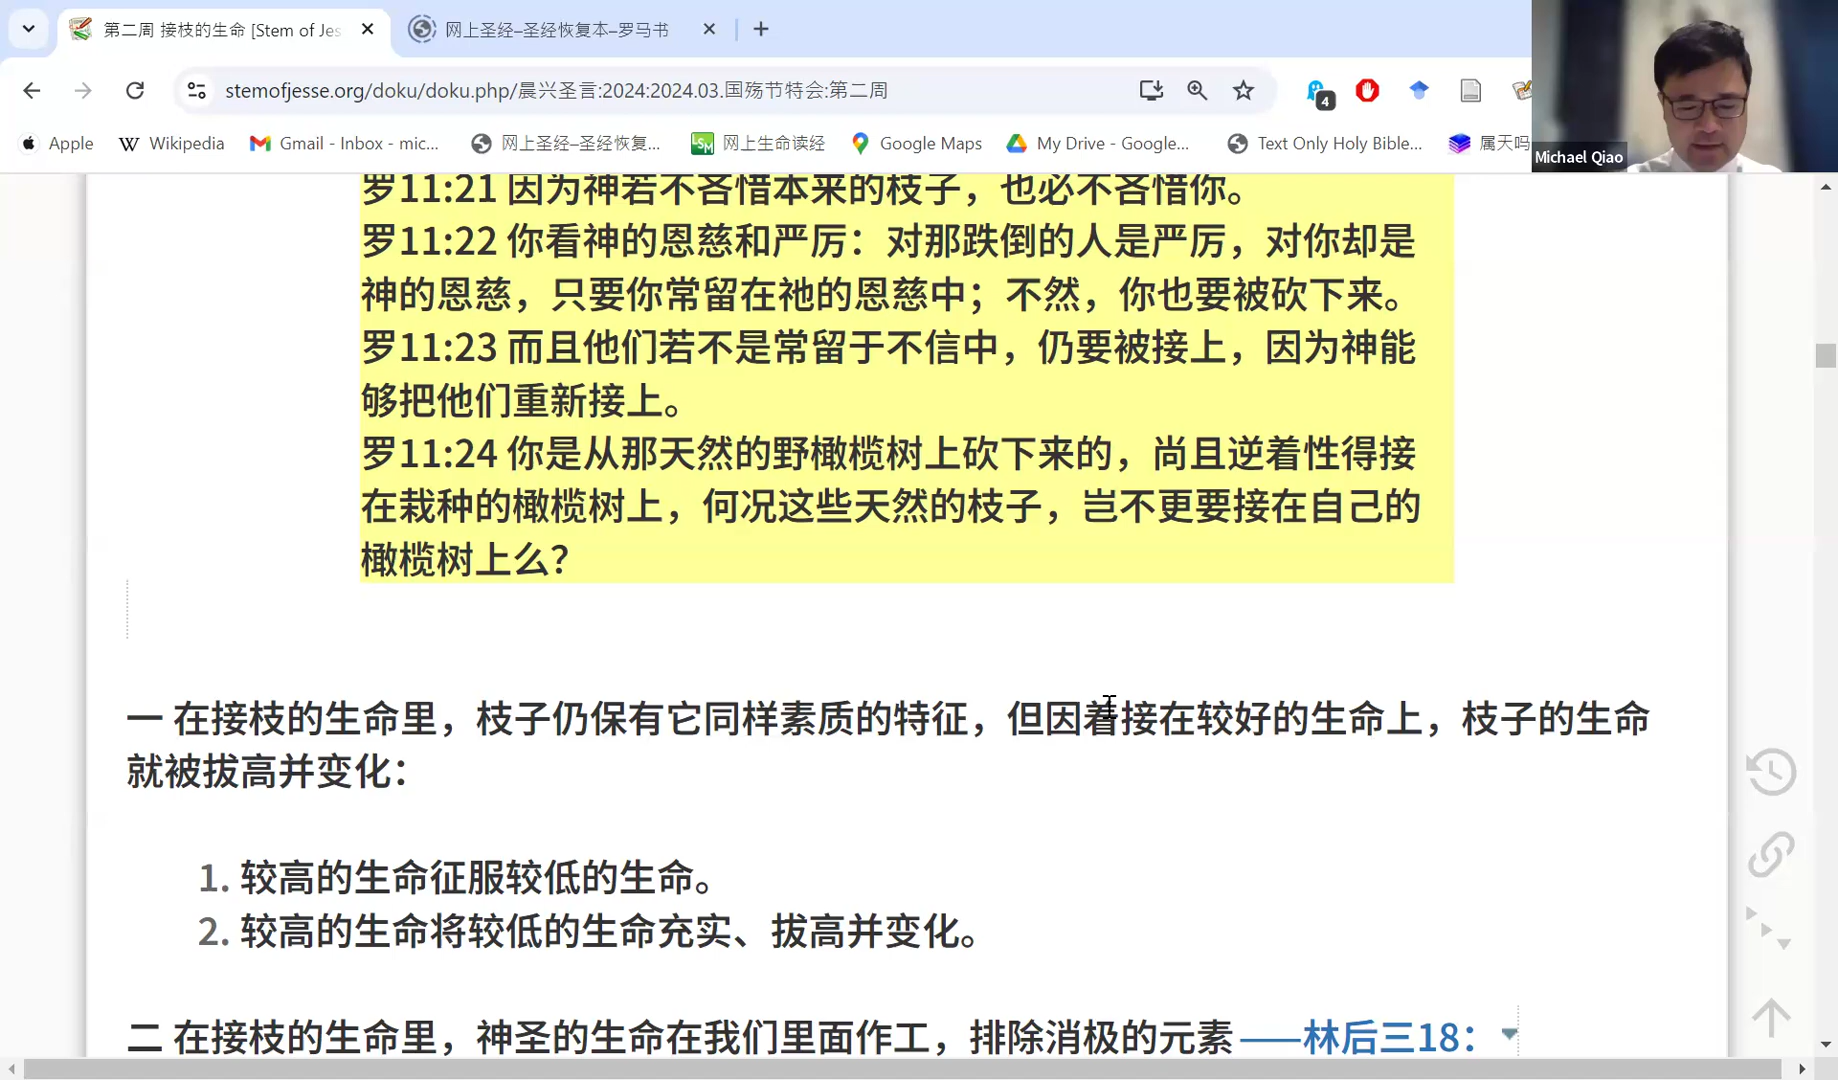 第二周 接枝的生命 [Stem of Jes
网上圣经–圣经恢复本–罗马书
stemofjesse.org/doku/doku.php/晨兴圣言:2024:2024.03.国殇节特会:第二周
4
Apple
Wikipedia
Gmail - Inbox - mic...
网上圣经–圣经恢复...
LSM
网上生命读经
Google Maps
My Drive - Google...
Text Only Holy Bible...
属天吗
Michael Qiao
罗11:21 因为神若不吝惜本来的枝子，也必不吝惜你。
罗11:22 你看神的恩慈和严厉：对那跌倒的人是严厉，对你却是
神的恩慈，只要你常留在祂的恩慈中；不然，你也要被砍下来。
罗11:23 而且他们若不是常留于不信中，仍要被接上，因为神能
够把他们重新接上。
罗11:24 你是从那天然的野橄榄树上砍下来的，尚且逆着性得接
在栽种的橄榄树上，何况这些天然的枝子，岂不更要接在自己的
橄榄树上么？
一 在接枝的生命里，枝子仍保有它同样素质的特征，但因着接在较好的生命上，枝子的生命
就被拔高并变化：
1. 较高的生命征服较低的生命。
2. 较高的生命将较低的生命充实、拔高并变化。
二 在接枝的生命里，神圣的生命在我们里面作工，排除消极的元素——林后三18：